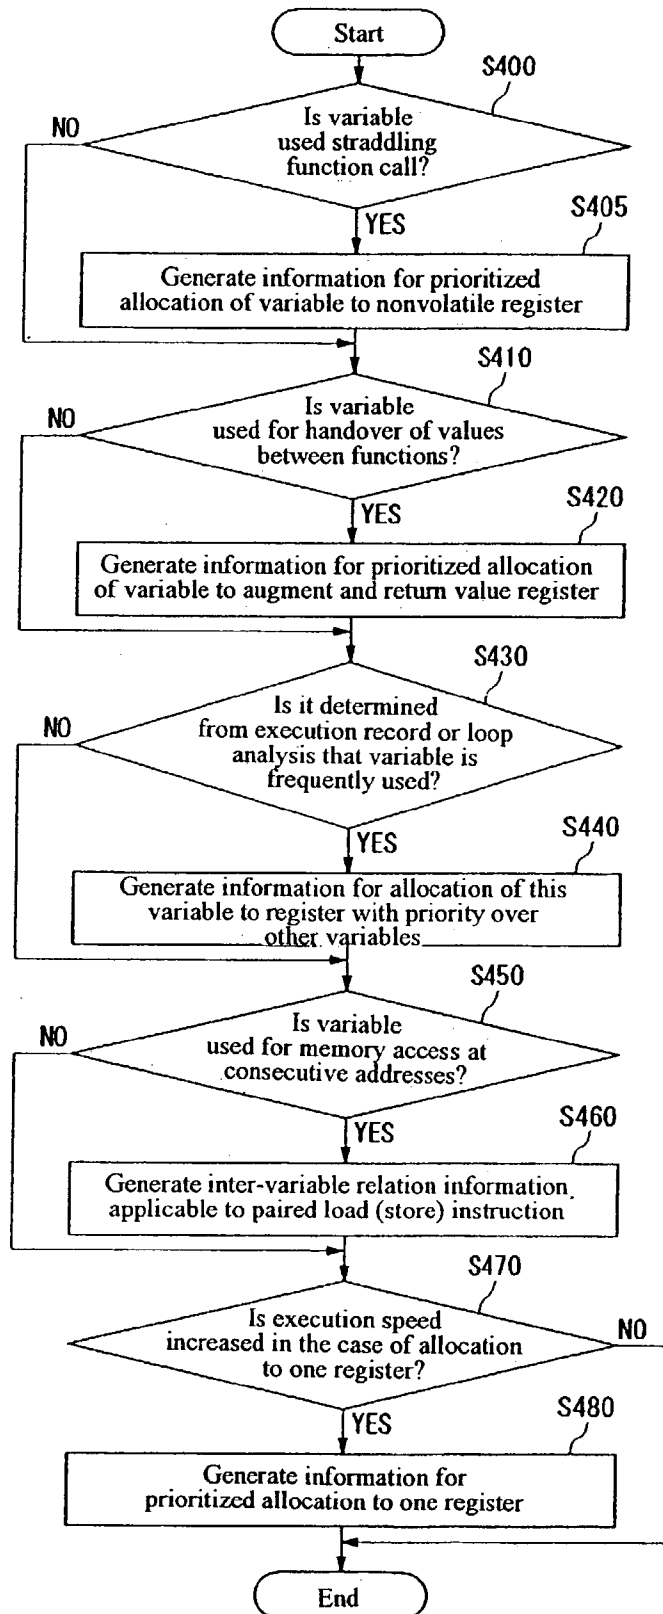 Start
S400
Is variable
used straddling
function call?
NO
YES
S405
Generate information for prioritized
allocation of variable to nonvolatile register
S410
Is variable
used for handover of values
between functions?
NO
YES
S420
Generate information for prioritized allocation
of variable to augment and return value register
S430
Is it determined
from execution record or loop
analysis that variable is
frequently used?
NO
YES
S440
Generate information for allocation of this
variable to register with priority over
other variables
S450
Is variable
used for memory access at
consecutive addresses?
NO
YES
S460
Generate inter-variable relation information
applicable to paired load (store) instruction
S470
Is execution speed
increased in the case of allocation
to one register?
NO
YES
S480
Generate information for
prioritized allocation to one register
End